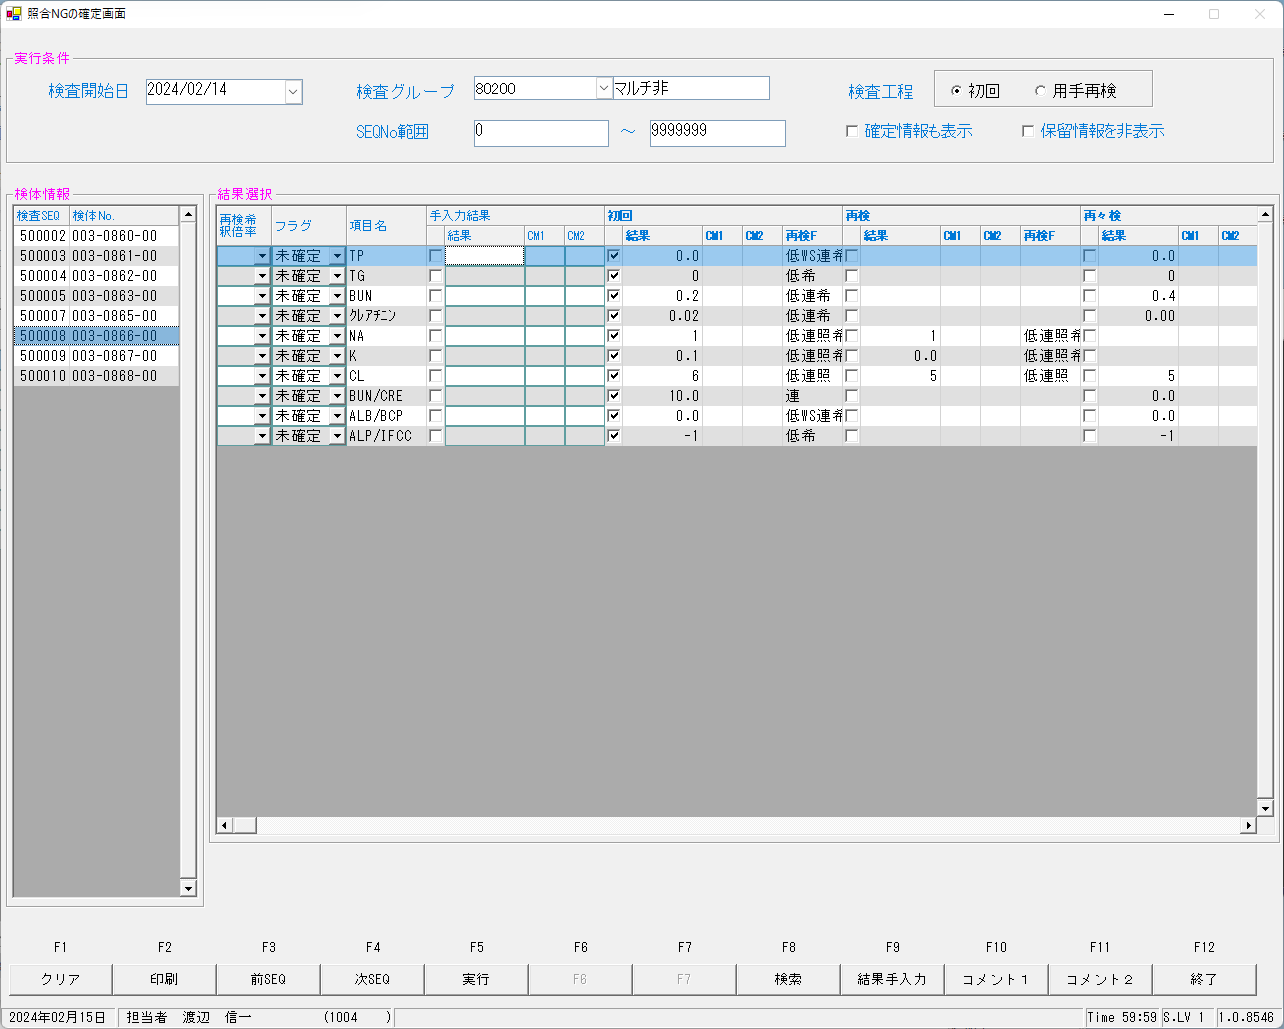 照合NGの確定画面
実行条件
検査開始日 2024/02/14 検査グループ 80200 マルチ非 検査工程 初回 用手再検
SEQNo範囲 0 ～ 9999999 確定情報も表示 保留情報を非表示
検体情報
検査SEQ 検体No.
500002 003-0860-00
500003 003-0861-00
500004 003-0862-00
500005 003-0863-00
500007 003-0865-00
500008 003-0866-00
500009 003-0867-00
500010 003-0868-00
結果選択
再検希釈倍率 フラグ 項目名 手入力結果 初回 再検 再々検
結果 CM1 CM2 結果 CM1 CM2 再検F 結果 CM1 CM2 再検F 結果 CM1 CM2
未確定 TP 0.0 低WS連希 0.0
未確定 TG 0 低希 0
未確定 BUN 0.2 低連希 0.4
未確定 ｸﾚｱﾁﾆﾝ 0.02 低連希 0.00
未確定 NA 1 低連照希 1 低連照希
未確定 K 0.1 低連照希 0.0 低連照希
未確定 CL 6 低連照 5 低連照 5
未確定 BUN/CRE 10.0 連 0.0
未確定 ALB/BCP 0.0 低WS連希 0.0
未確定 ALP/IFCC -1 低希 -1
F1 F2 F3 F4 F5 F6 F7 F8 F9 F10 F11 F12
クリア 印刷 前SEQ 次SEQ 実行 F6 F7 検索 結果手入力 コメント１ コメント２ 終了
2024年02月15日 担当者 渡辺 信一 (1004 ) Time 59:59 S.LV 1 1.0.8546